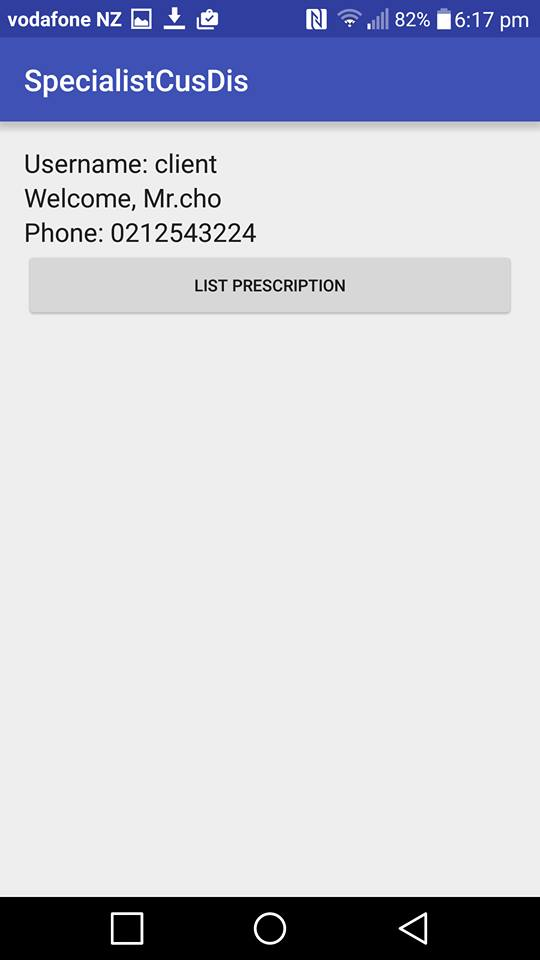 vodafone NZ 82% 6:17 pm
SpecialistCusDis
Username: client
Welcome, Mr.cho
Phone: 0212543224
LIST PRESCRIPTION